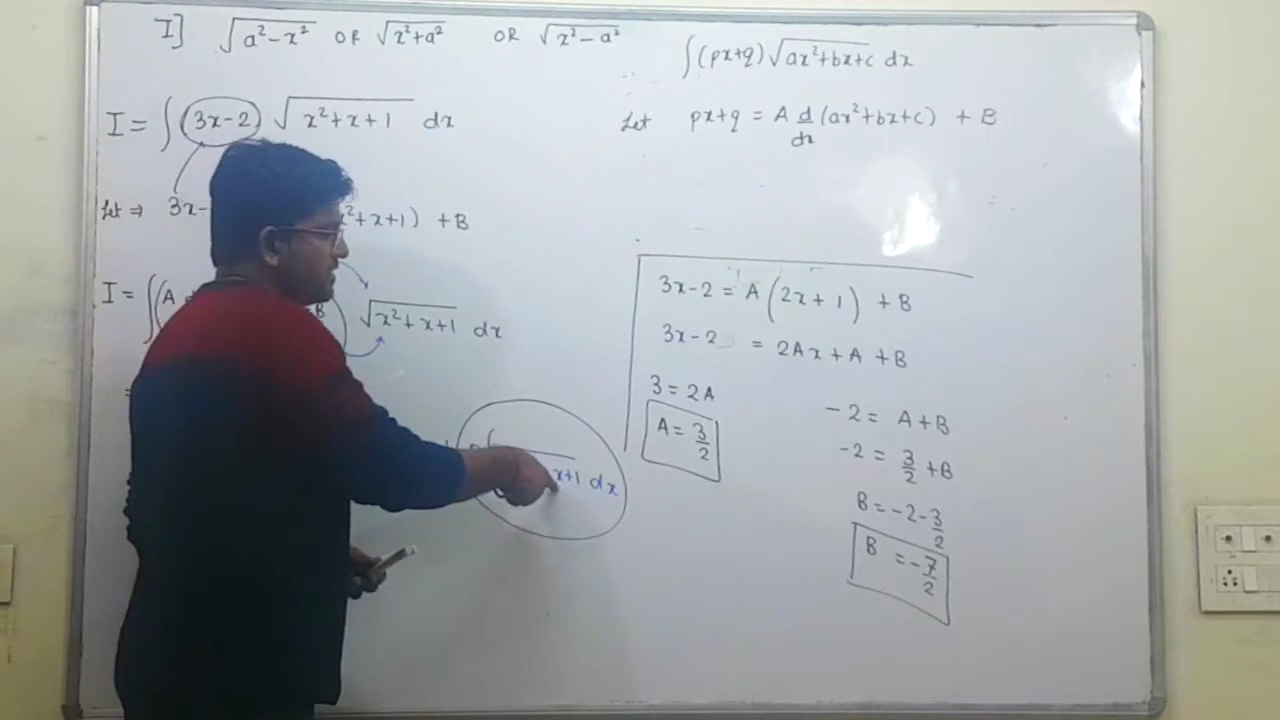 I] √a²-x² OR √x²+a² OR √x²-a²
I = ∫(3x-2) √x²+x+1 dx
Let ⇒ 3x- ²+x+1) +B
I = ∫(A B √x²+x+1 dx
=
x+1 dx
∫(px+q)√ax²+bx+c dx
Let px+q = A d/dx (ax²+bx+c) + B
3x-2 = A(2x+1) +B
3x-2 = 2Ax+A +B
3 = 2A
A = 3/2
-2 = A+B
-2 = 3/2 +B
B = -2-3/2
B = -7/2